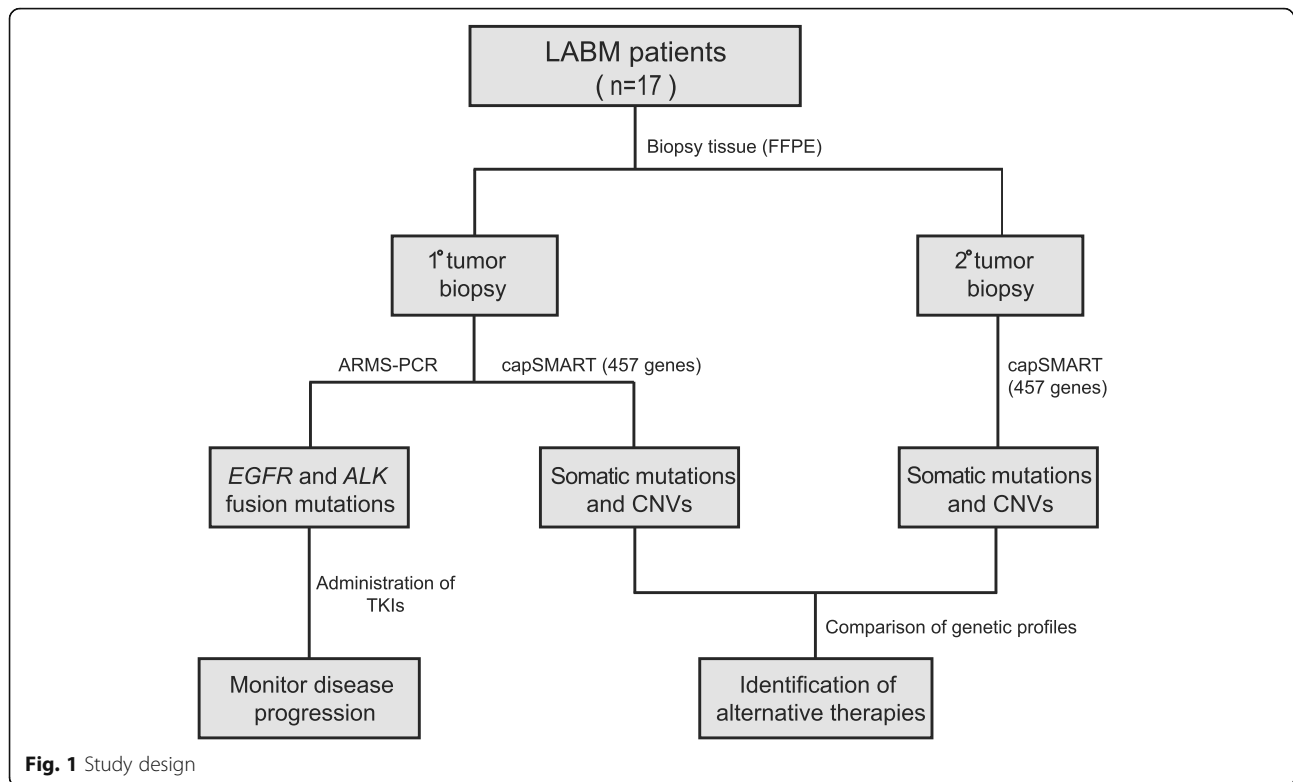 LABM patients
( n=17 )
Biopsy tissue (FFPE)
1° tumor
biopsy
2° tumor
biopsy
ARMS-PCR
capSMART (457 genes)
capSMART
(457 genes)
EGFR and ALK
fusion mutations
Somatic mutations
and CNVs
Somatic mutations
and CNVs
Administration of
TKIs
Comparison of genetic profiles
Monitor disease
progression
Identification of
alternative therapies
Fig. 1 Study design